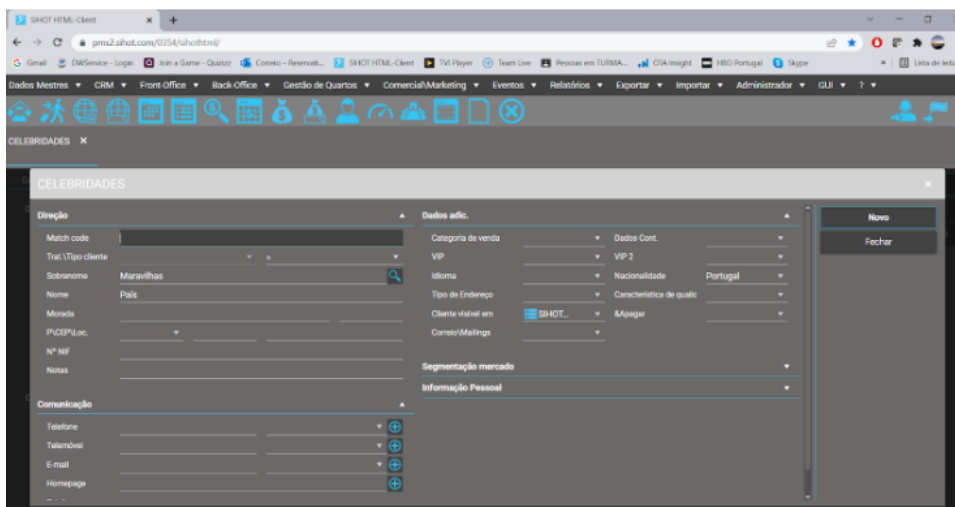 SIHOT HTML-Client
pms2.sihot.com/0354/sihothtml/
Gmail DWService - Login Join a Game - Quizizz Correio – Reservati... SIHOT HTML-Client TVI Player Team Live Pessoas em TURMA... OTA Insight HBO Portugal Skype » Lista de leitu
Dados Mestres CRM Front-Office Back-Office Gestão de Quartos Comercial\Marketing Eventos Relatórios Exportar Importar Administrador GUI ?
CELEBRIDADES
CELEBRIDADES
Direção
Match code
Trat.\Tipo cliente »
Sobrenome Maravilhas
Nome País
Morada
P\CEP\Loc.
Nº NIF
Notas
Comunicação
Telefone
Telemóvel
E-mail
Homepage
Dados adic.
Categoria de venda Dados Cont.
VIP VIP 2
Idioma Nacionalidade Portugal
Tipo de Endereço Característica de qualic
Cliente visível em SIHOT... &Apagar
Correio\Mailings
Segmentação mercado
Informação Pessoal
Novo
Fechar